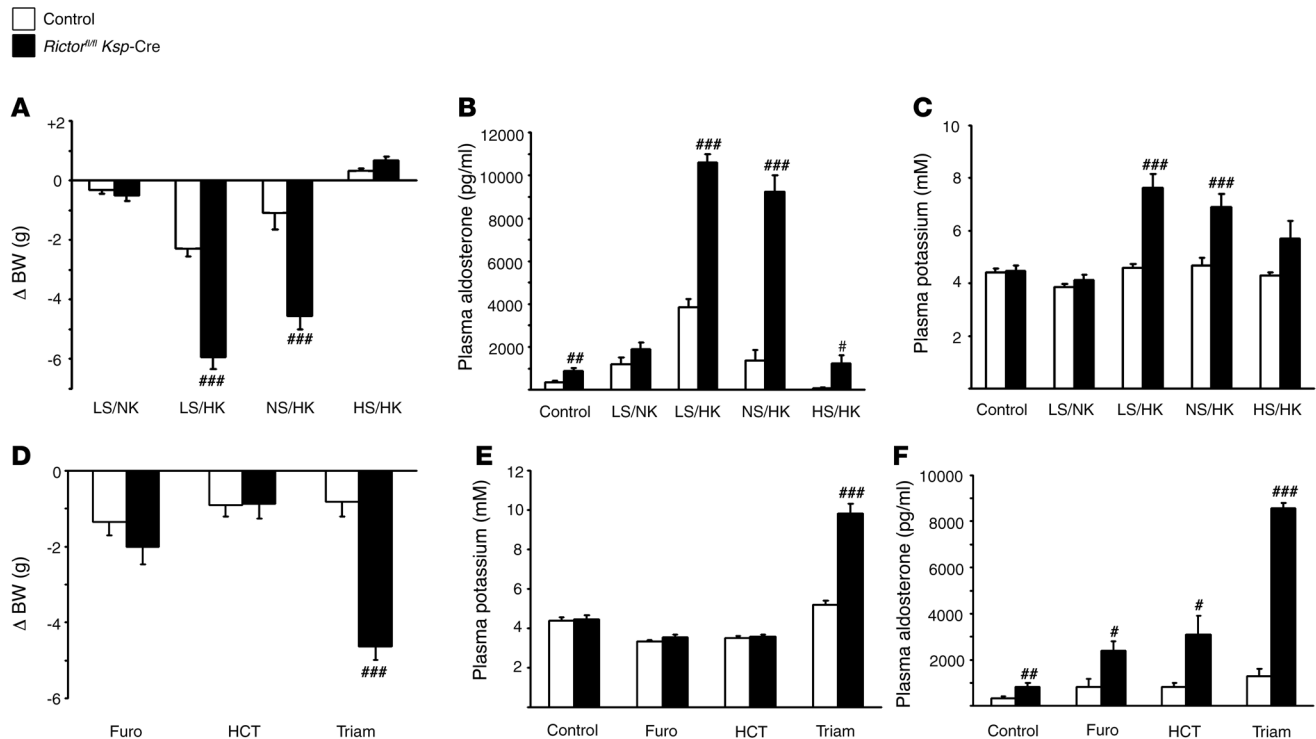 Control
Rictorfl/fl Ksp-Cre
A
+2
0
-2
-4
-6
Δ BW (g)
LS/NK LS/HK NS/HK HS/HK
###
###
B
12000
10000
8000
6000
4000
2000
Plasma aldosterone (pg/ml)
##
###
###
#
Control LS/NK LS/HK NS/HK HS/HK
C
10
8
6
4
2
Plasma potassium (mM)
###
###
Control LS/NK LS/HK NS/HK HS/HK
D
0
-2
-4
-6
Δ BW (g)
###
Furo HCT Triam
E
12
10
8
6
4
2
Plasma potassium (mM)
###
Control Furo HCT Triam
F
10000
8000
6000
4000
2000
Plasma aldosterone (pg/ml)
##
#
#
###
Control Furo HCT Triam